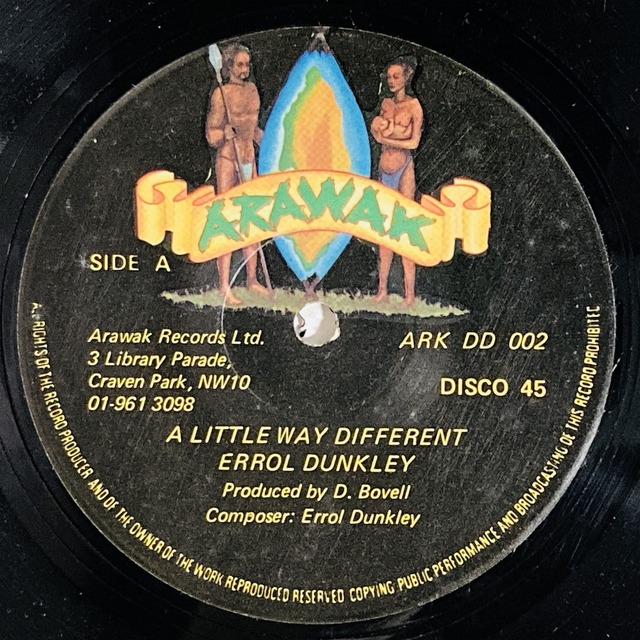 ARAWAK
SIDE A
Arawak Records Ltd.
3 Library Parade,
Craven Park, NW10
01-961 3098
ARK DD 002
DISCO 45
A LITTLE WAY DIFFERENT
ERROL DUNKLEY
Produced by D. Bovell
Composer: Errol Dunkley
ALL RIGHTS OF THE RECORD PRODUCER AND OF THE OWNER OF THE WORK REPRODUCED RESERVED COPYING PUBLIC PERFORMANCE AND BROADCASTING OF THIS RECORD PROHIBITED